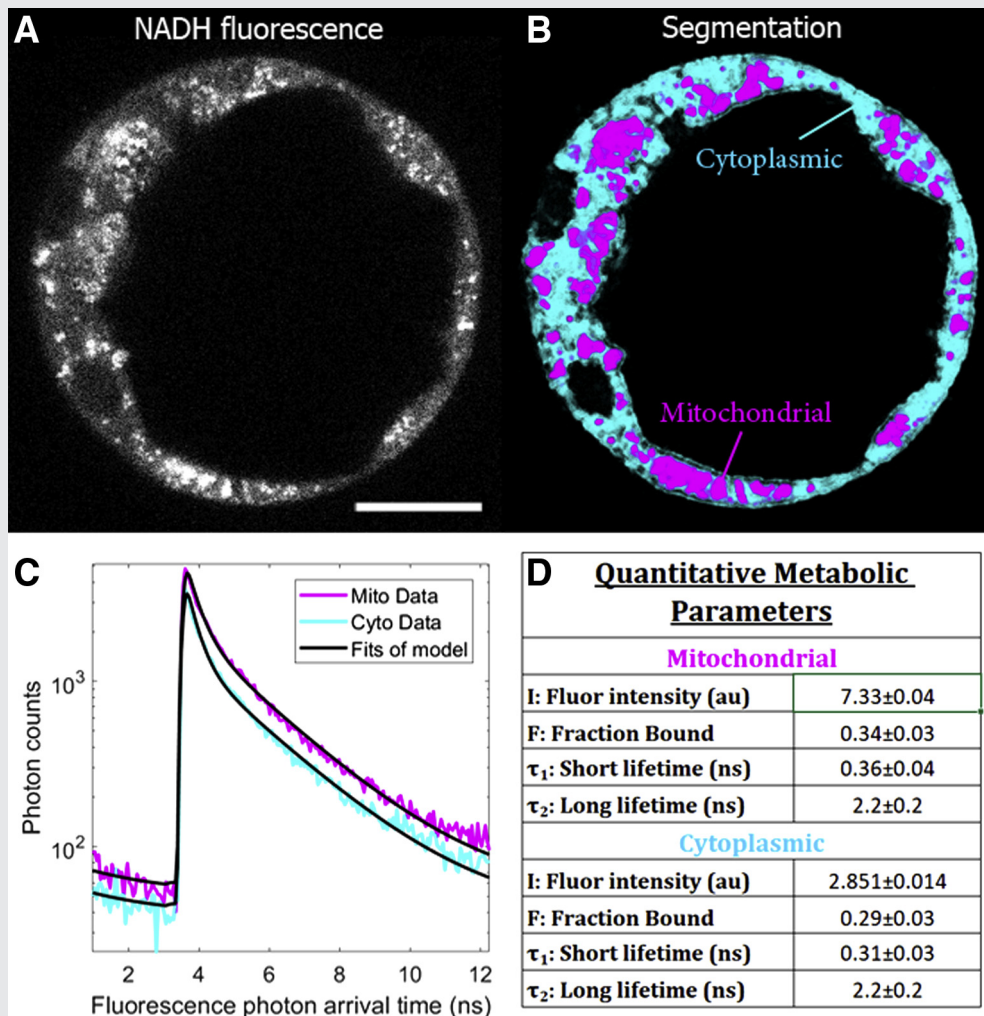 A
NADH fluorescence
B
Segmentation
Cytoplasmic
Mitochondrial
C
Mito Data
Cyto Data
Fits of model
10³
10²
Photon counts
2 4 6 8 10 12
Fluorescence photon arrival time (ns)
D
Quantitative Metabolic
Parameters
Mitochondrial
I: Fluor intensity (au) 7.33±0.04
F: Fraction Bound 0.34±0.03
τ₁: Short lifetime (ns) 0.36±0.04
τ₂: Long lifetime (ns) 2.2±0.2
Cytoplasmic
I: Fluor intensity (au) 2.851±0.014
F: Fraction Bound 0.29±0.03
τ₁: Short lifetime (ns) 0.31±0.03
τ₂: Long lifetime (ns) 2.2±0.2